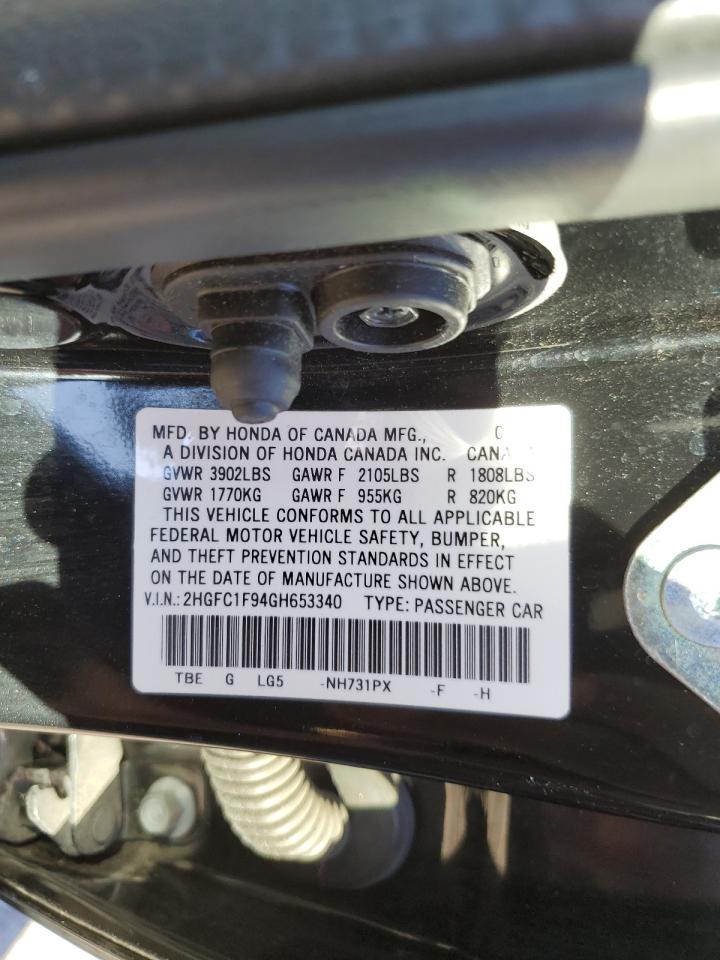 MFD. BY HONDA OF CANADA MFG.,
A DIVISION OF HONDA CANADA INC.
GVWR 3902LBS GAWR F 2105LBS R 1808LBS
GVWR 1770KG GAWR F 955KG R 820KG
THIS VEHICLE CONFORMS TO ALL APPLICABLE
FEDERAL MOTOR VEHICLE SAFETY, BUMPER,
AND THEFT PREVENTION STANDARDS IN EFFECT
ON THE DATE OF MANUFACTURE SHOWN ABOVE.
V.I.N.: 2HGFC1F94GH653340 TYPE: PASSENGER CAR
TBE G LG5 -NH731PX -F -H